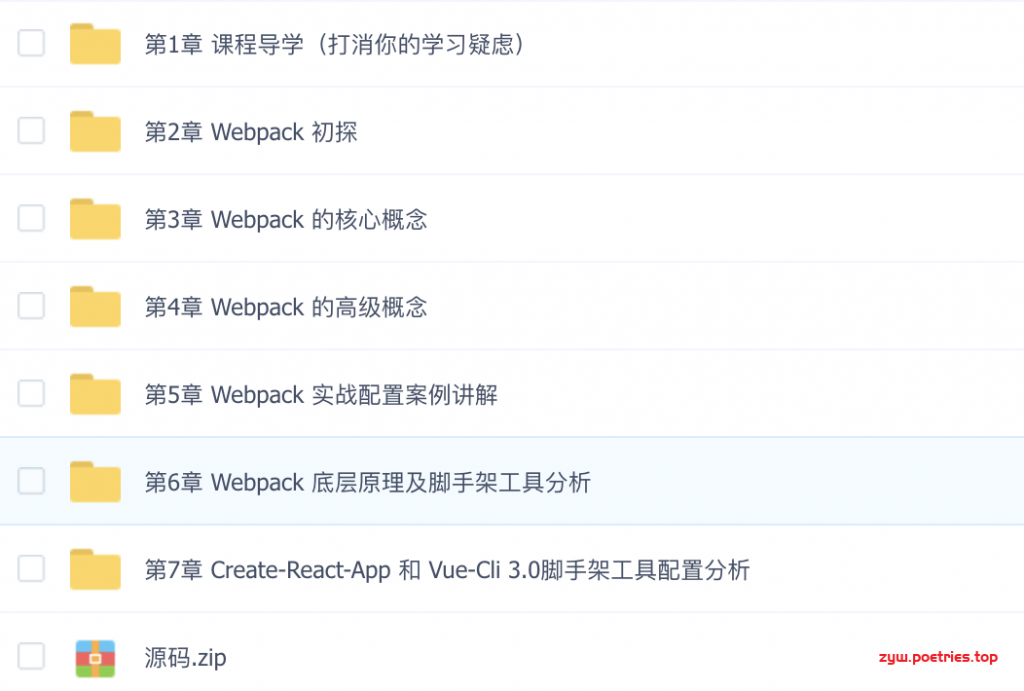 第1章 课程导学（打消你的学习疑虑）
第2章 Webpack 初探
第3章 Webpack 的核心概念
第4章 Webpack 的高级概念
第5章 Webpack 实战配置案例讲解
第6章 Webpack 底层原理及脚手架工具分析
第7章 Create-React-App 和 Vue-Cli 3.0脚手架工具配置分析
源码.zip
zyw.poetries.top